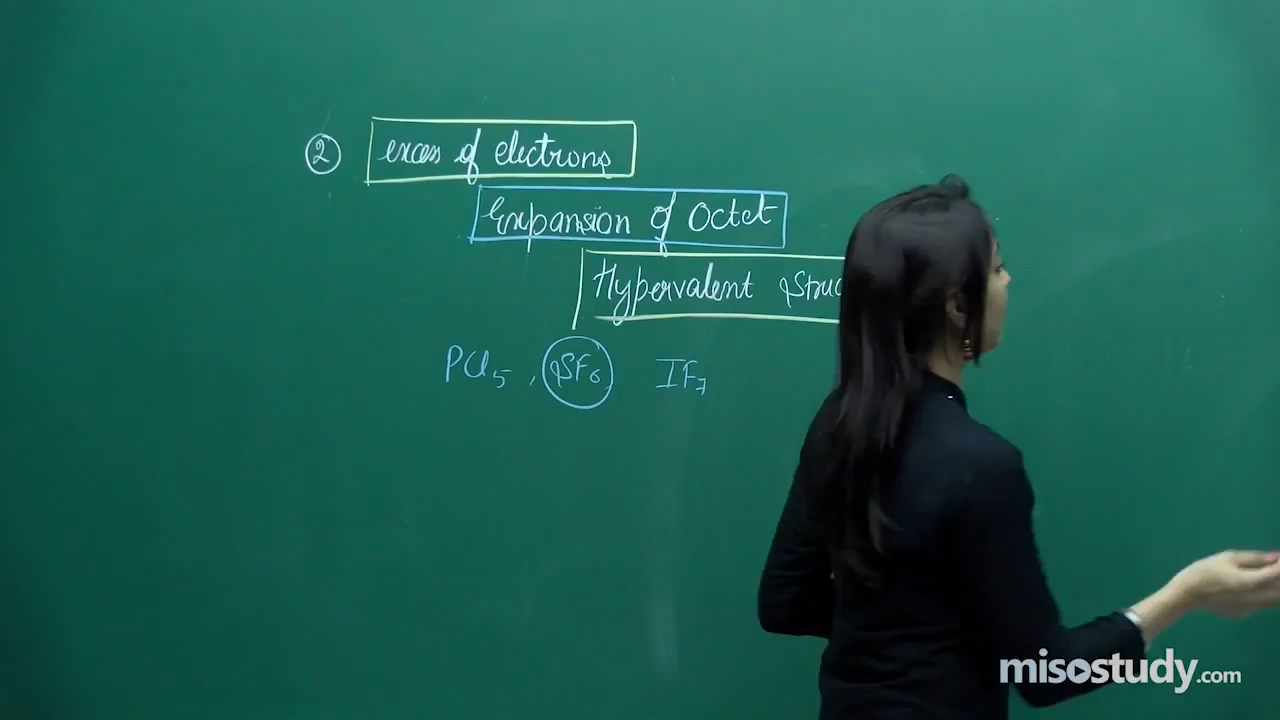 ② excess of electrons
Expansion of Octet
Hypervalent Struc
PCl₅ , SF₆ IF₇
misostudy.com